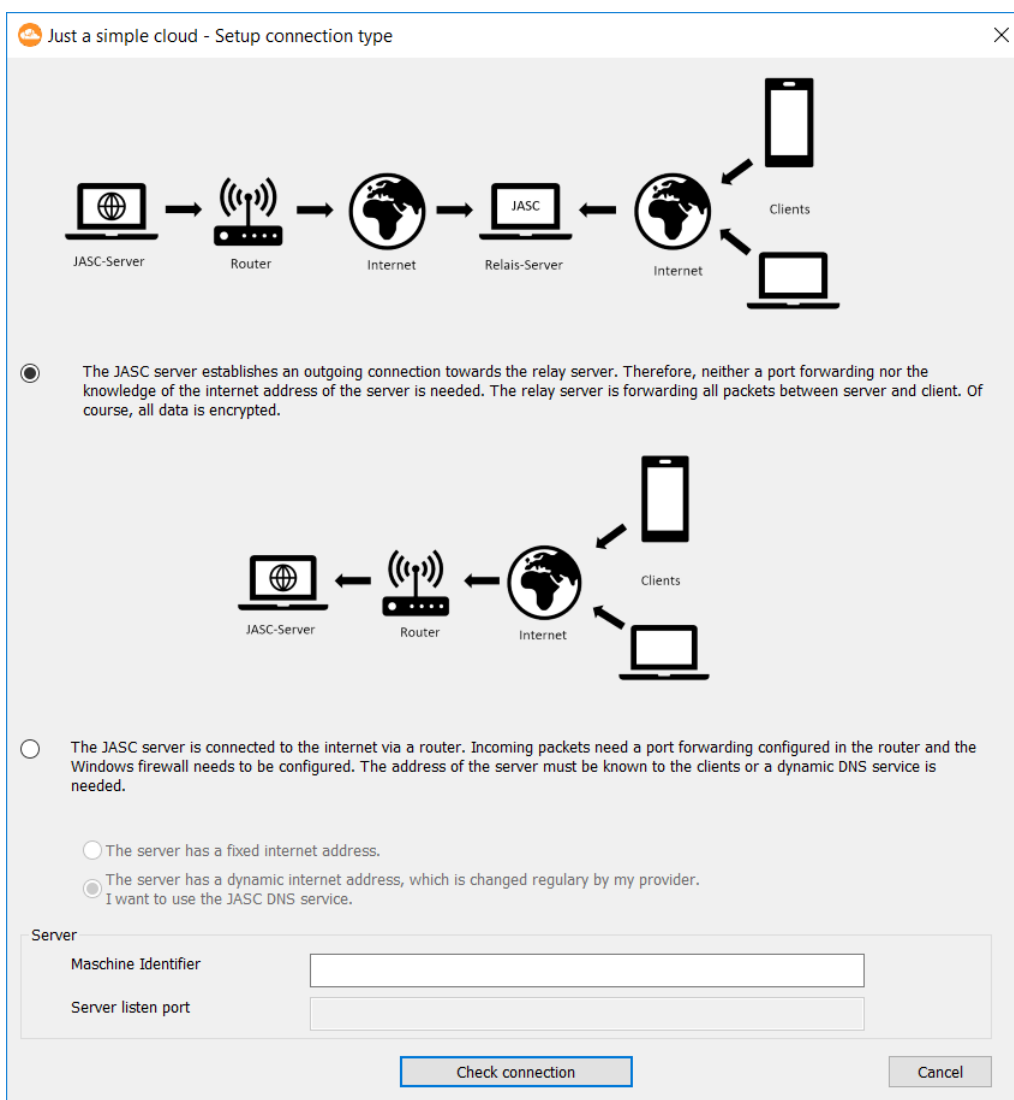 Just a simple cloud - Setup connection type
JASC
Clients
JASC-Server
Router
Internet
Relais-Server
Internet
The JASC server establishes an outgoing connection towards the relay server. Therefore, neither a port forwarding nor the
knowledge of the internet address of the server is needed. The relay server is forwarding all packets between server and client. Of
course, all data is encrypted.
Clients
JASC-Server
Router
Internet
The JASC server is connected to the internet via a router. Incoming packets need a port forwarding configured in the router and the
Windows firewall needs to be configured. The address of the server must be known to the clients or a dynamic DNS service is
needed.
The server has a fixed internet address.
The server has a dynamic internet address, which is changed regulary by my provider.
I want to use the JASC DNS service.
Server
Maschine Identifier
Server listen port
Check connection
Cancel